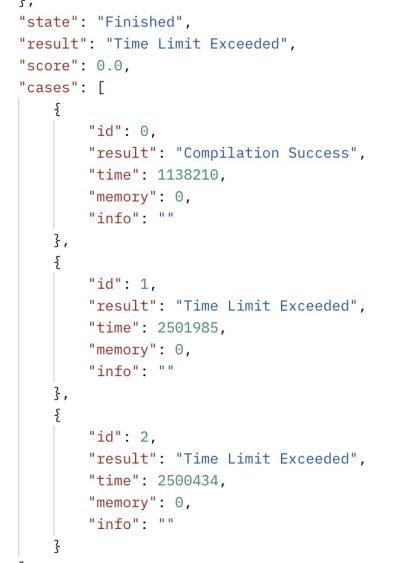 },
"state": "Finished",
"result": "Time Limit Exceeded",
"score": 0.0,
"cases": [
{
"id": 0,
"result": "Compilation Success",
"time": 1138210,
"memory": 0,
"info": ""
},
{
"id": 1,
"result": "Time Limit Exceeded",
"time": 2501985,
"memory": 0,
"info": ""
},
{
"id": 2,
"result": "Time Limit Exceeded",
"time": 2500434,
"memory": 0,
"info": ""
}